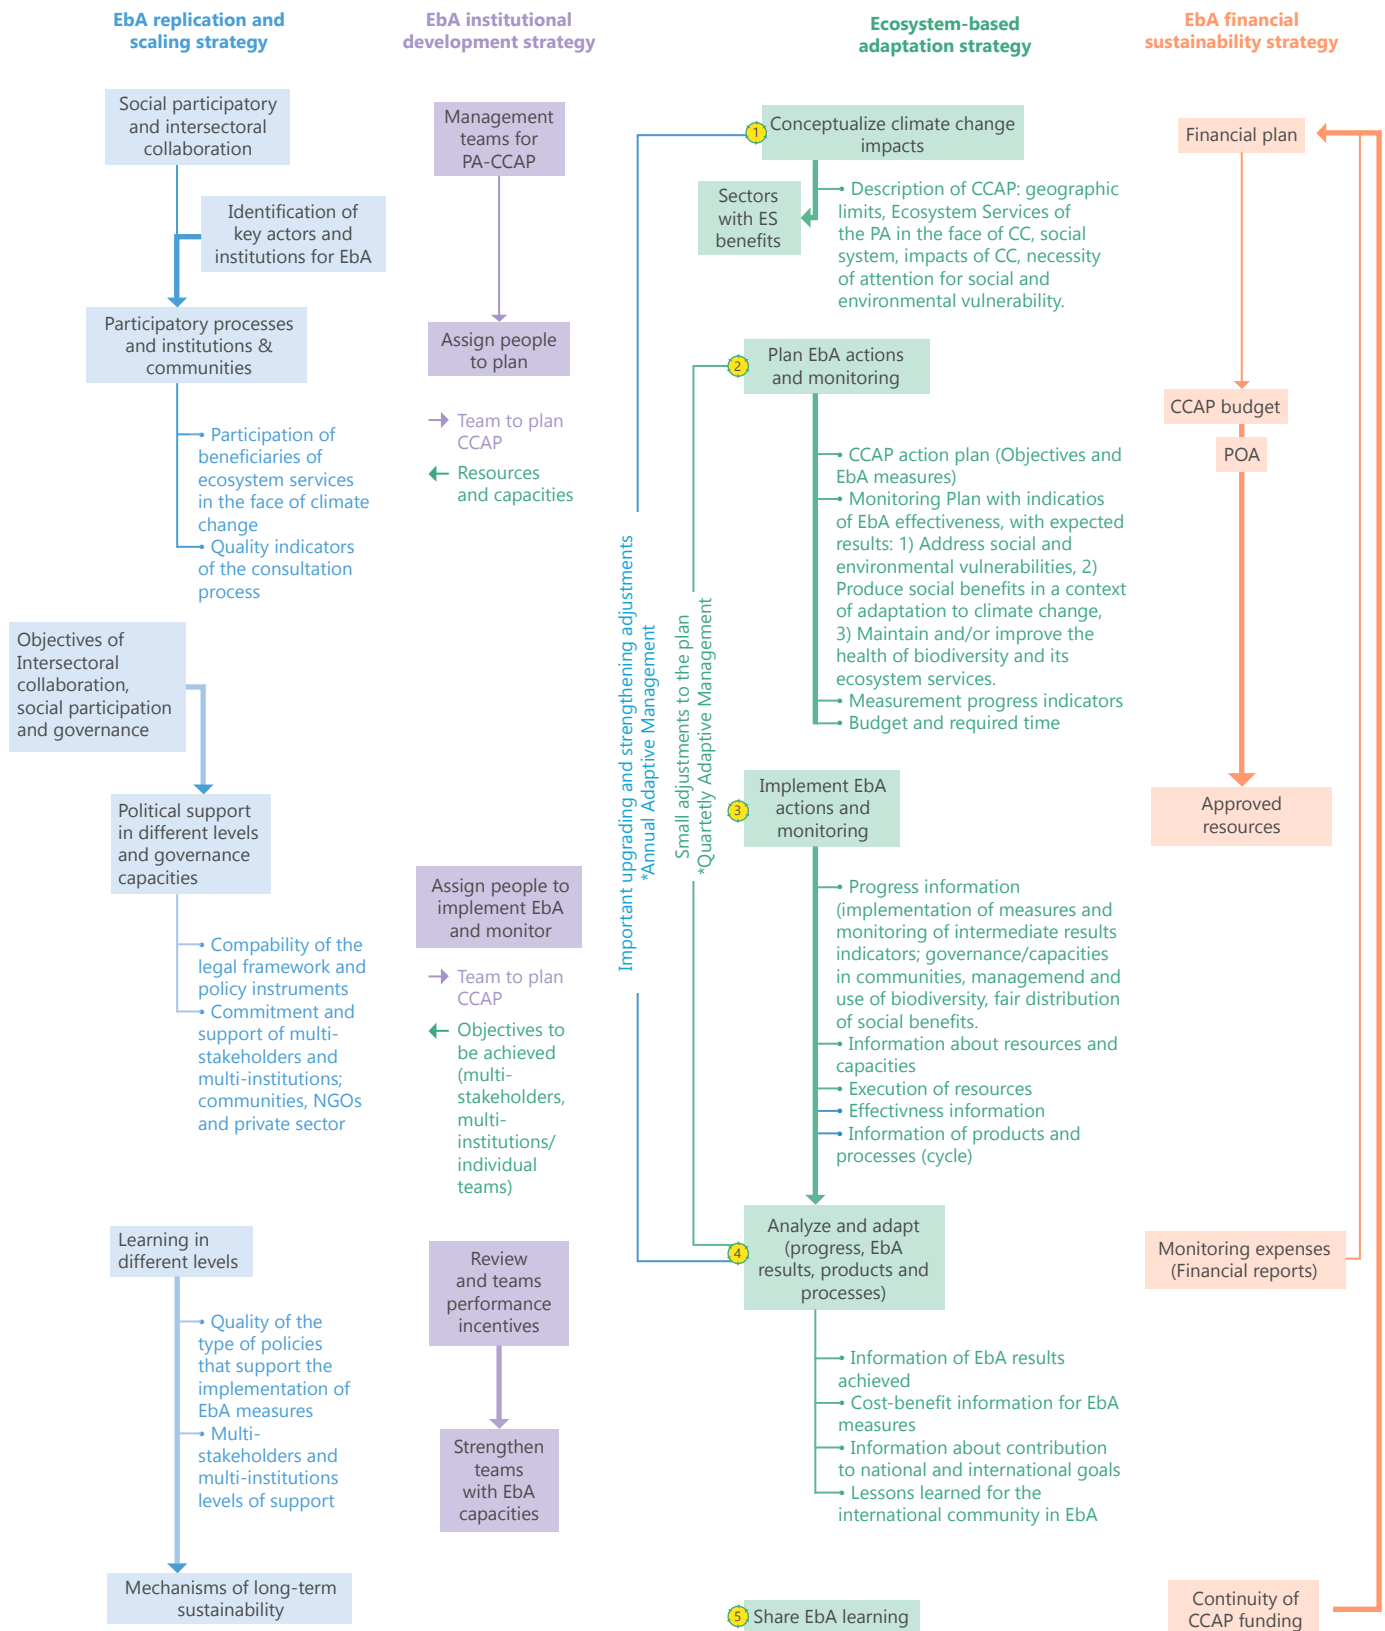 EbA replication and
scaling strategy
Social participatory
and intersectoral
collaboration
Identification of
key actors and
institutions for EbA
Participatory processes
and institutions &
communities
• Participation of
beneficiaries of
ecosystem services
in the face of climate
change
• Quality indicators
of the consultation
process
Objectives of
Intersectoral
collaboration,
social participation
and governance
Political support
in different levels
and governance
capacities
• Compability of the
legal framework and
policy instruments
• Commitment and
support of multi-
stakeholders and
multi-institutions;
communities, NGOs
and private sector
Learning in
different levels
• Quality of the
type of policies
that support the
implementation of
EbA measures
• Multi-
stakeholders and
multi-institutions
levels of support
Mechanisms of long-term
sustainability
EbA institutional
development strategy
Management
teams for
PA-CCAP
Assign people
to plan
Team to plan
CCAP
Resources
and capacities
Assign people to
implement EbA
and monitor
Team to plan
CCAP
Objectives to
be achieved
(multi-
stakeholders,
multi-
institutions/
individual
teams)
Review
and teams
performance
incentives
Strengthen
teams
with EbA
capacities
Important upgrading and strengthening adjustments
*Annual Adaptive Management
Small adjustments to the plan
*Quartetly Adaptive Management
Ecosystem-based
adaptation strategy
1
Conceptualize climate change
impacts
Sectors
with ES
benefits
• Description of CCAP: geographic
limits, Ecosystem Services of
the PA in the face of CC, social
system, impacts of CC, necessity
of attention for social and
environmental vulnerability.
2
Plan EbA actions
and monitoring
• CCAP action plan (Objectives and
EbA measures)
• Monitoring Plan with indicatios
of EbA effectiveness, with expected
results: 1) Address social and
environmental vulnerabilities, 2)
Produce social benefits in a context
of adaptation to climate change,
3) Maintain and/or improve the
health of biodiversity and its
ecosystem services.
• Measurement progress indicators
• Budget and required time
3
Implement EbA
actions and
monitoring
• Progress information
(implementation of measures and
monitoring of intermediate results
indicators; governance/capacities
in communities, managemend and
use of biodiversity, fair distribution
of social benefits.
• Information about resources and
capacities
• Execution of resources
• Effectivness information
• Information of products and
processes (cycle)
4
Analyze and adapt
(progress, EbA
results, products and
processes)
• Information of EbA results
achieved
• Cost-benefit information for EbA
measures
• Information about contribution
to national and international goals
• Lessons learned for the
international community in EbA
5
Share EbA learning
EbA financial
sustainability strategy
Financial plan
CCAP budget
POA
Approved
resources
Monitoring expenses
(Financial reports)
Continuity of
CCAP funding